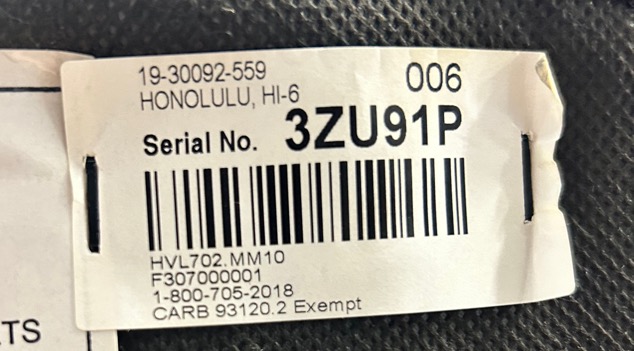 19-30092-559
006
HONOLULU, HI-6
Serial No. 3ZU91P
HVL702.MM10
F307000001
1-800-705-2018
CARB 93120.2 Exempt
TS